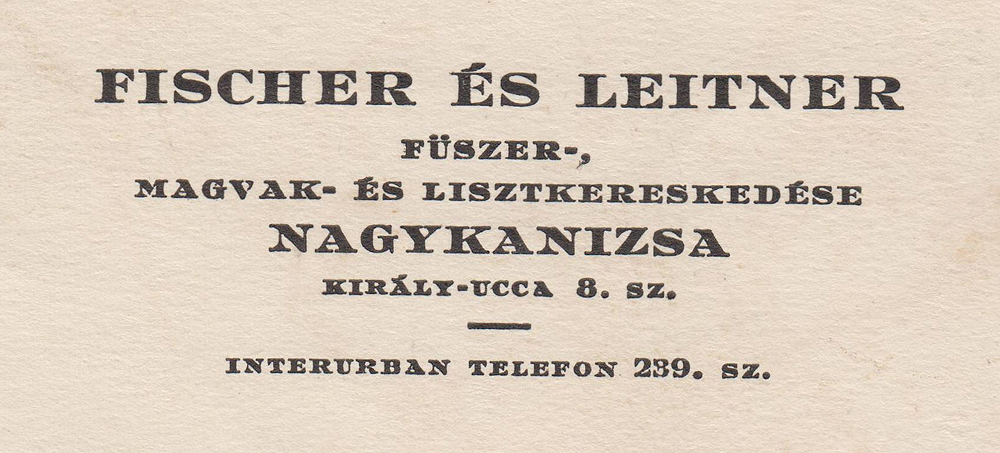 FISCHER ÉS LEITNER
FÜSZER-,
MAGVAK- ÉS LISZTKERESKEDÉSE
NAGYKANIZSA
KIRÁLY-UCCA 8. SZ.
INTERURBAN TELEFON 239. SZ.